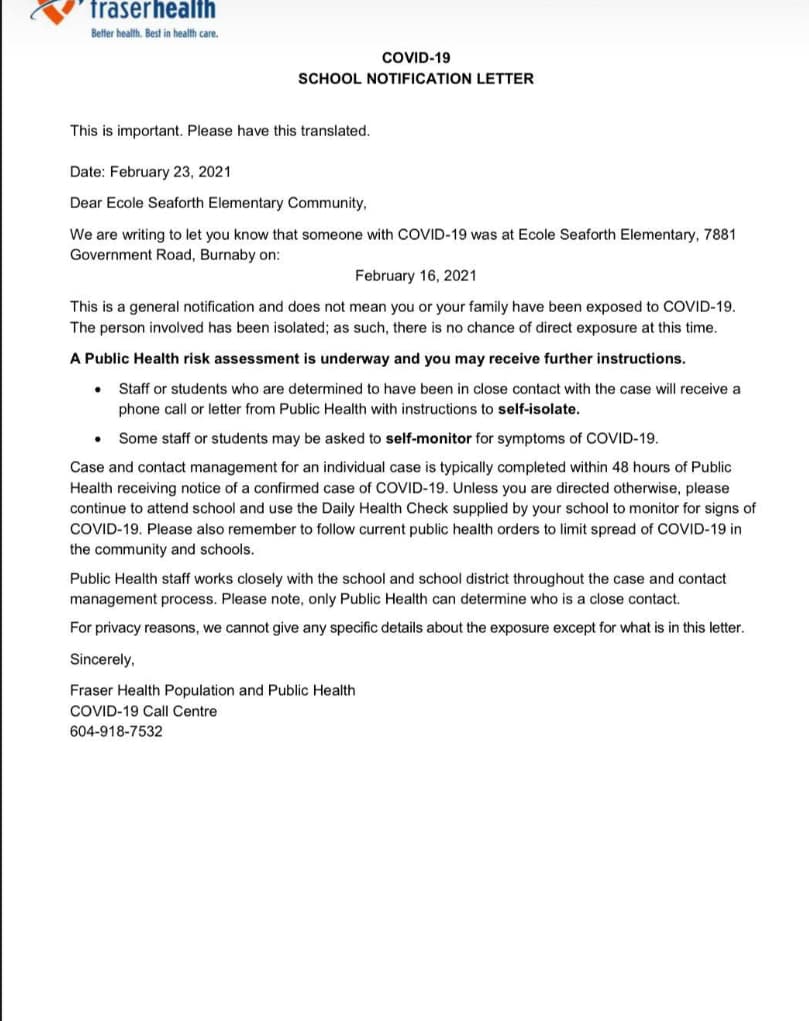 fraserhealth
Better health. Best in health care.
COVID-19
SCHOOL NOTIFICATION LETTER
This is important. Please have this translated.
Date: February 23, 2021
Dear Ecole Seaforth Elementary Community,
We are writing to let you know that someone with COVID-19 was at Ecole Seaforth Elementary, 7881
Government Road, Burnaby on:
February 16, 2021
This is a general notification and does not mean you or your family have been exposed to COVID-19.
The person involved has been isolated; as such, there is no chance of direct exposure at this time.
A Public Health risk assessment is underway and you may receive further instructions.
• Staff or students who are determined to have been in close contact with the case will receive a
phone call or letter from Public Health with instructions to self-isolate.
• Some staff or students may be asked to self-monitor for symptoms of COVID-19.
Case and contact management for an individual case is typically completed within 48 hours of Public
Health receiving notice of a confirmed case of COVID-19. Unless you are directed otherwise, please
continue to attend school and use the Daily Health Check supplied by your school to monitor for signs of
COVID-19. Please also remember to follow current public health orders to limit spread of COVID-19 in
the community and schools.
Public Health staff works closely with the school and school district throughout the case and contact
management process. Please note, only Public Health can determine who is a close contact.
For privacy reasons, we cannot give any specific details about the exposure except for what is in this letter.
Sincerely,
Fraser Health Population and Public Health
COVID-19 Call Centre
604-918-7532